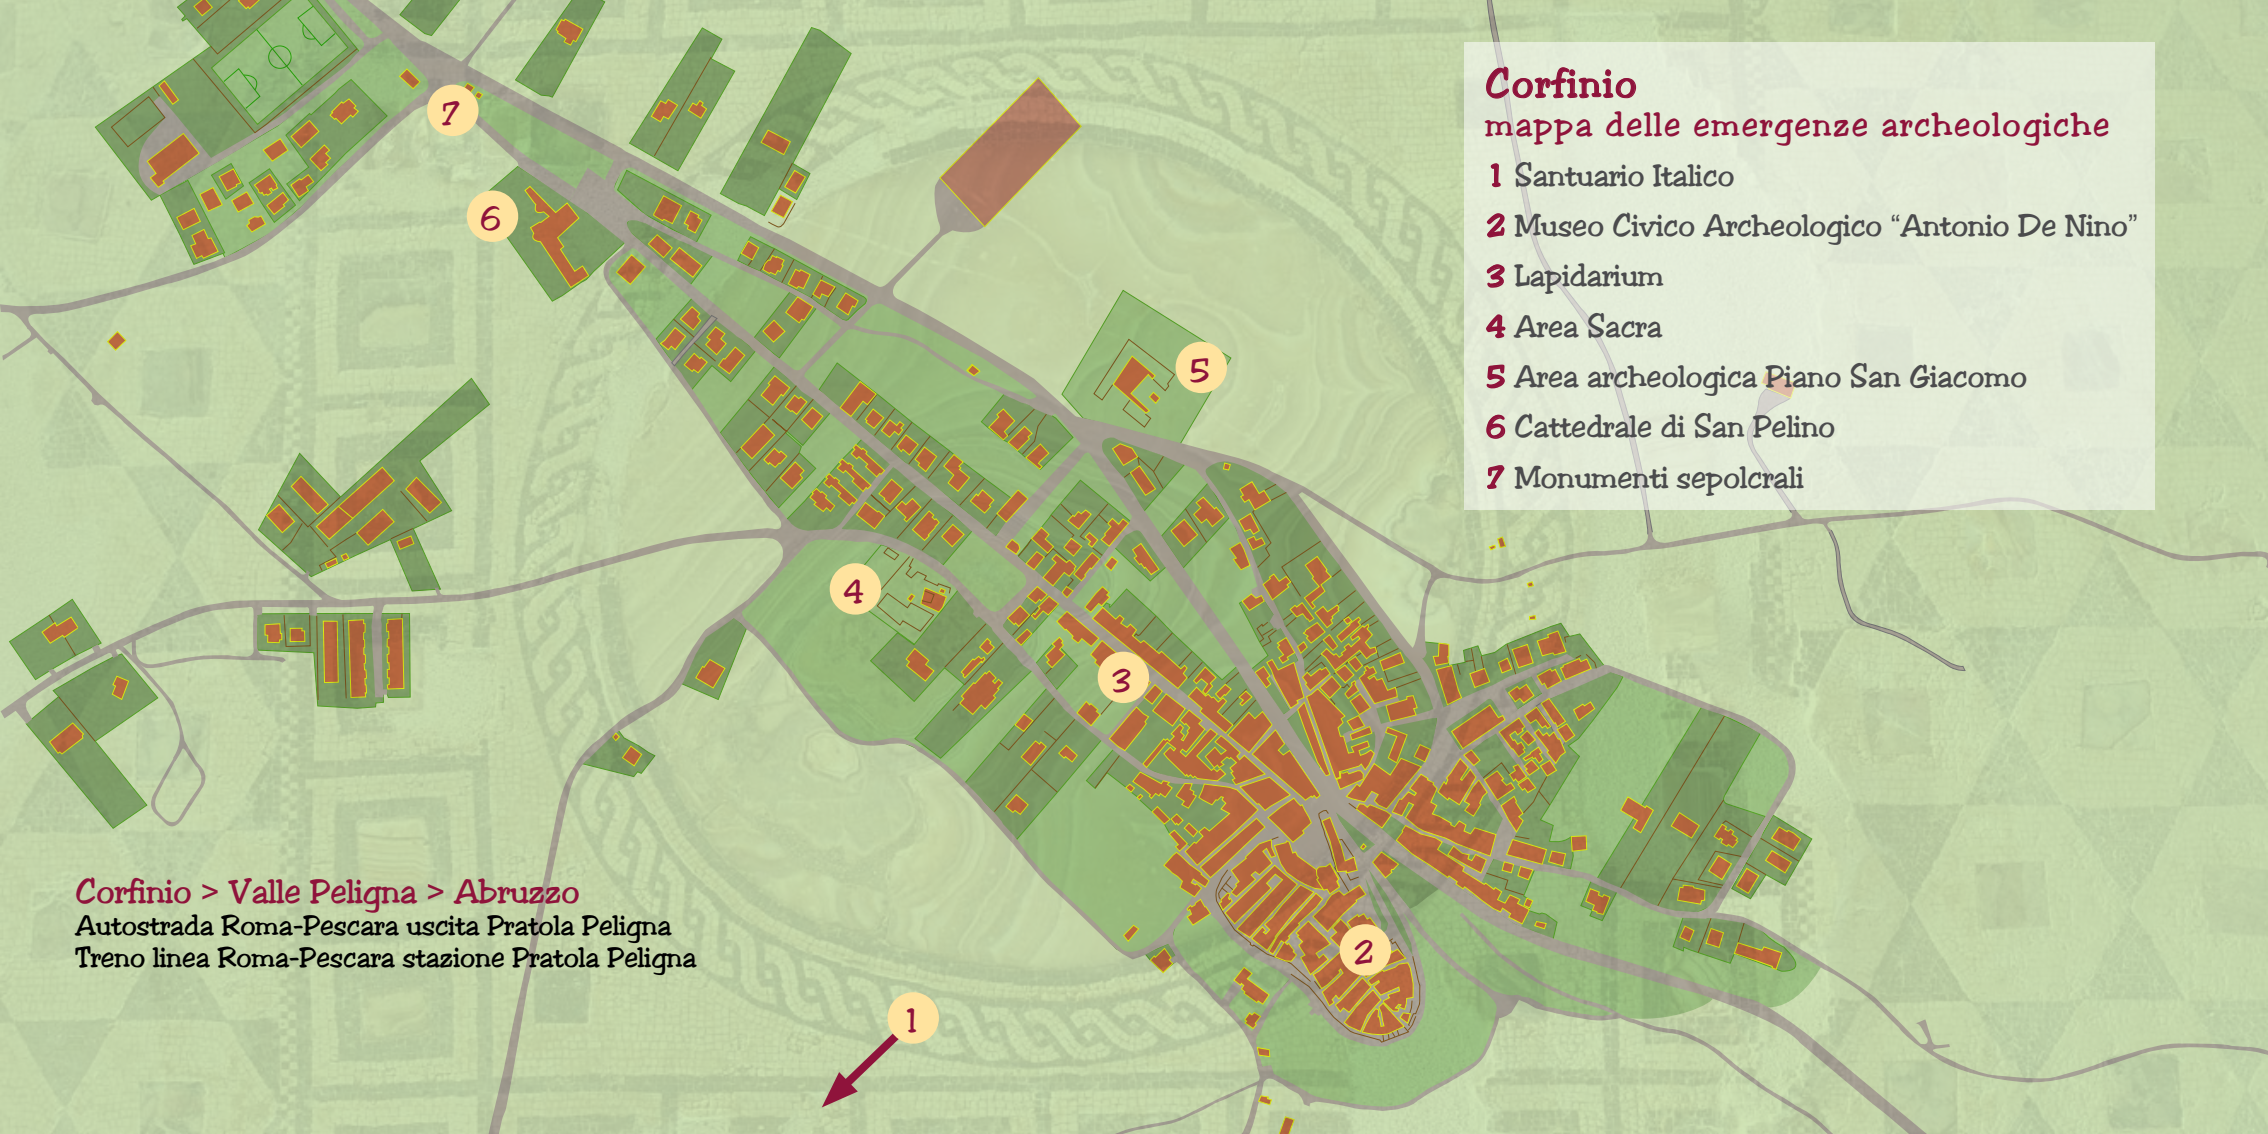 Corfinio
mappa delle emergenze archeologiche
1 Santuario Italico
2 Museo Civico Archeologico “Antonio De Nino”
3 Lapidarium
4 Area Sacra
5 Area archeologica Piano San Giacomo
6 Cattedrale di San Pelino
7 Monumenti sepolcrali
7
6
5
4
3
2
1
Corfinio > Valle Peligna > Abruzzo
Autostrada Roma-Pescara uscita Pratola Peligna
Treno linea Roma-Pescara stazione Pratola Peligna